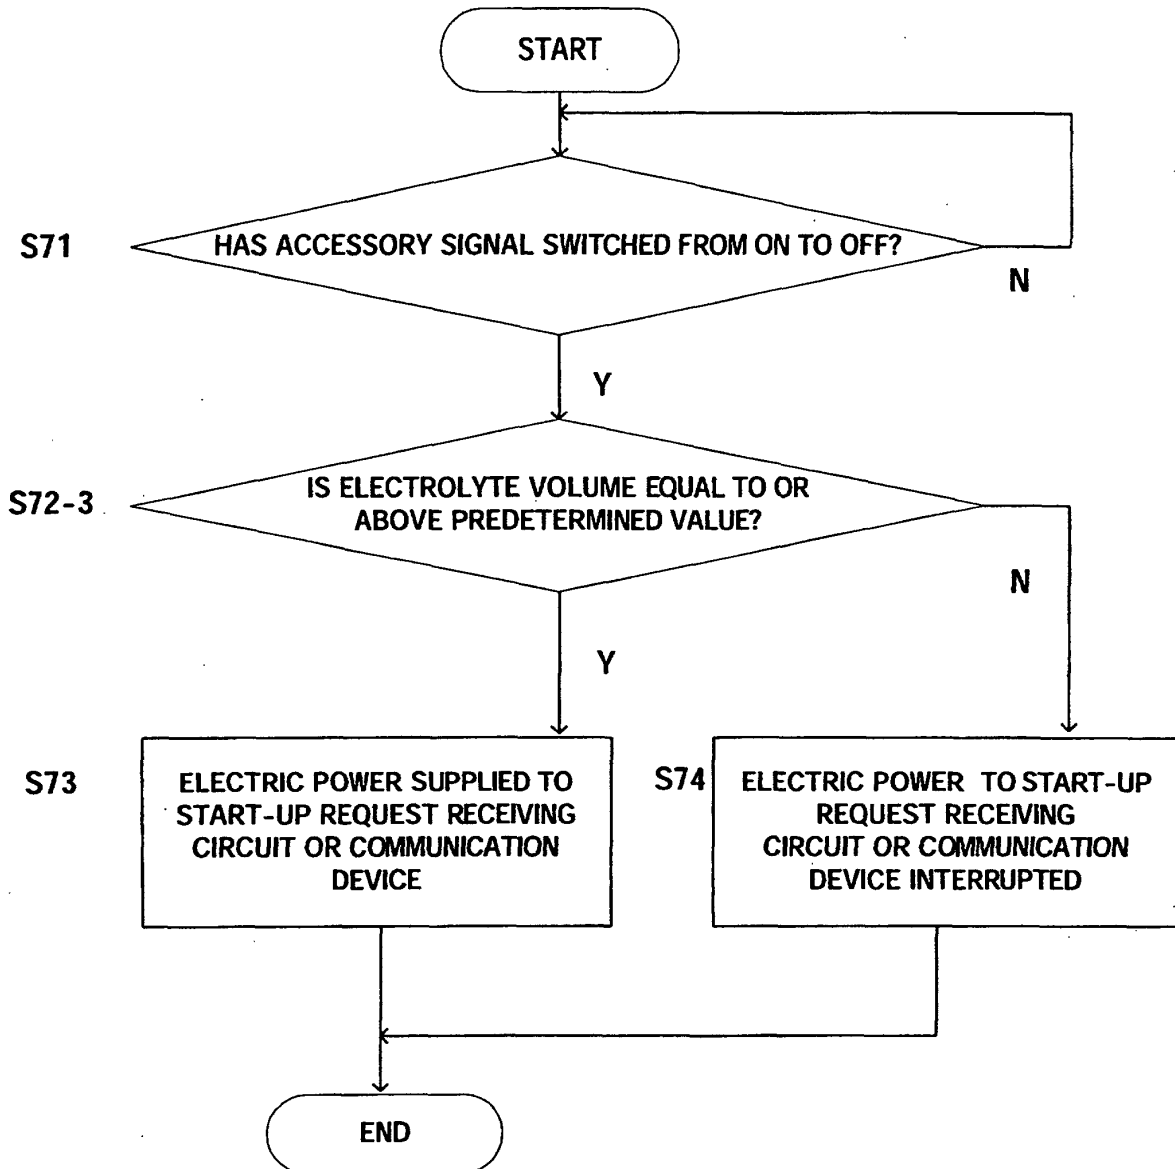 START
S71
HAS ACCESSORY SIGNAL SWITCHED FROM ON TO OFF?
N
Y
S72-3
IS ELECTROLYTE VOLUME EQUAL TO OR
ABOVE PREDETERMINED VALUE?
N
Y
S73
ELECTRIC POWER SUPPLIED TO
START-UP REQUEST RECEIVING
CIRCUIT OR COMMUNICATION
DEVICE
S74
ELECTRIC POWER TO START-UP
REQUEST RECEIVING
CIRCUIT OR COMMUNICATION
DEVICE INTERRUPTED
END